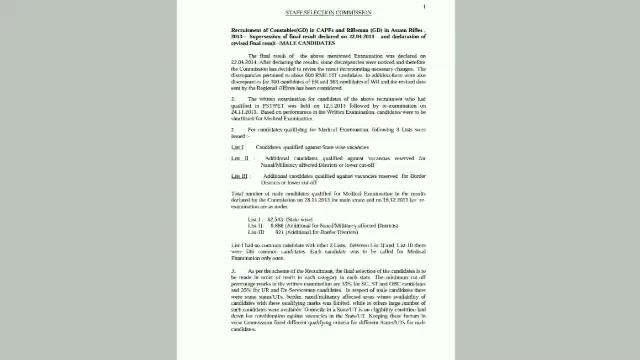 1
STAFF SELECTION COMMISSION
Recruitment of Constables(GD) in CAPFs and Riflemen (GD) in Assam Rifles ,
2013 - Supersession of final result declared on 22.04.2014 and declaration of
revised final result -MALE CANDIDATES
The final result of the above mentioned Examination was declared on
22.04.2014. After declaring the results, some discrepancies were noticed and therefore
the Commission has decided to revise the result incorporating necessary changes. The
discrepancies pertained to about 600 candidates. In addition there were also
discrepancies for candidates of ER and candidates of WR and the revised data
sent by the Regional Offices has been considered.
2. The written examination for candidates of the above recruitment who had
qualified in PST/PET was held on followed by re-examination on
24.11.2013. Based on performance in the Written Examination, candidates were to be
shortlisted for Medical Examination.
2. For candidates qualifying for Medical Examination, following 3 Lists were
issued :-
List I Candidates qualified against State wise vacancies
List II : Additional candidates qualified against vacancies reserved for
Naxal/Militancy affected Districts or lower cut-off
List III : Additional candidates qualified against vacancies reserved for Border
Districts or lower cut-off
Total number of male candidates qualified for Medical Examination in the results
declared by the Commission on for main exam and on for re-
examination are as under
List I : 62,543 (State wise)
List II (Additional for Naxal/Militancy affected Districts)
List III 921 (Additional for Border Districts)
List-I had no common candidate with other 2 Lists. Between List-II and List-III there
were common candidates. Each candidate was to be called for Medical
Examination only once.
3. As per the scheme of the Recruitment, the final selection of the candidates is to
be made in order of merit in each category in each state. The minimum cut off
percentage marks in the written examination are 33% for SC, ST and OBC candidates
and 35% for UR and Ex-Servicemen candidates. In respect of male candidates there
were some states/UTs, border, naxal/militancy affected areas where availability of
candidates with these qualifying marks was limited, while in others large number of
such candidates were available. Domicile in a State/UT is an eligibility condition laid
down for consideration against vacancies in the State/UT. Keeping these factors in
view Commission fixed different qualifying criteria for different States/UTs for male
candidates.